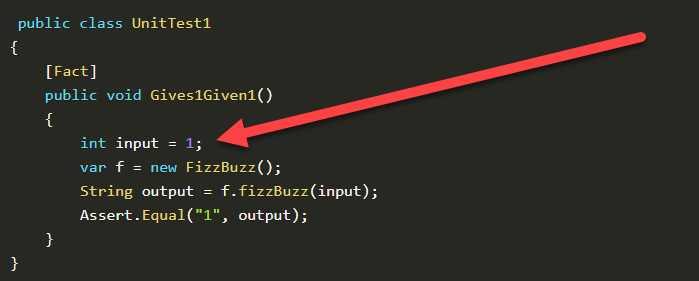 public class UnitTest1
{
    [Fact]
    public void Gives1Given1()
    {
        int input = 1;
        var f = new FizzBuzz();
        String output = f.fizzBuzz(input);
        Assert.Equal("1", output);
    }
}